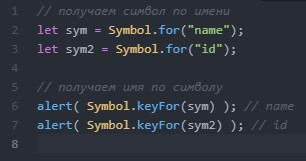 1 // получаем символ по имени
2 let sym = Symbol.for("name");
3 let sym2 = Symbol.for("id");
4
5 // получаем имя по символу
6 alert( Symbol.keyFor(sym) ); // name
7 alert( Symbol.keyFor(sym2) ); // id
8